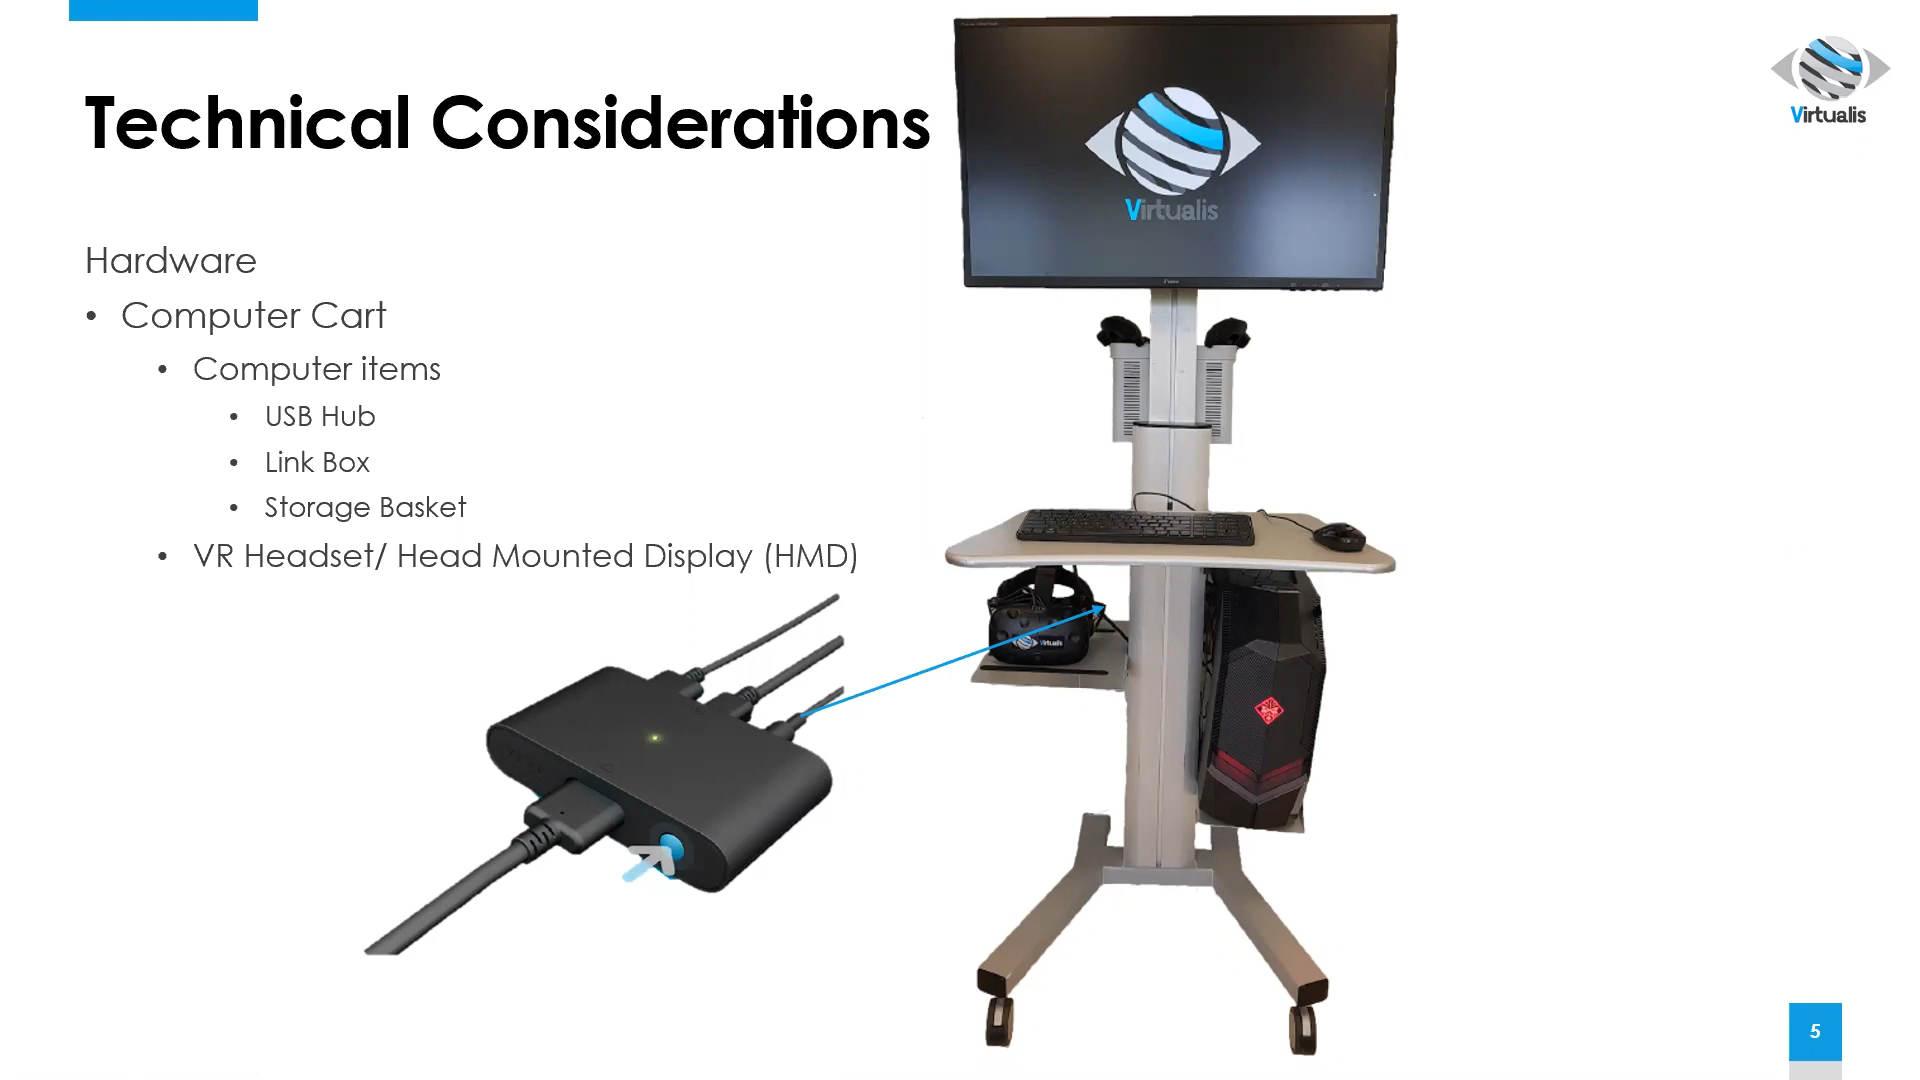 Technical Considerations
Virtualis
Virtualis
Hardware
• Computer Cart
• Computer items
• USB Hub
• Link Box
• Storage Basket
• VR Headset/ Head Mounted Display (HMD)
Virtualis
5